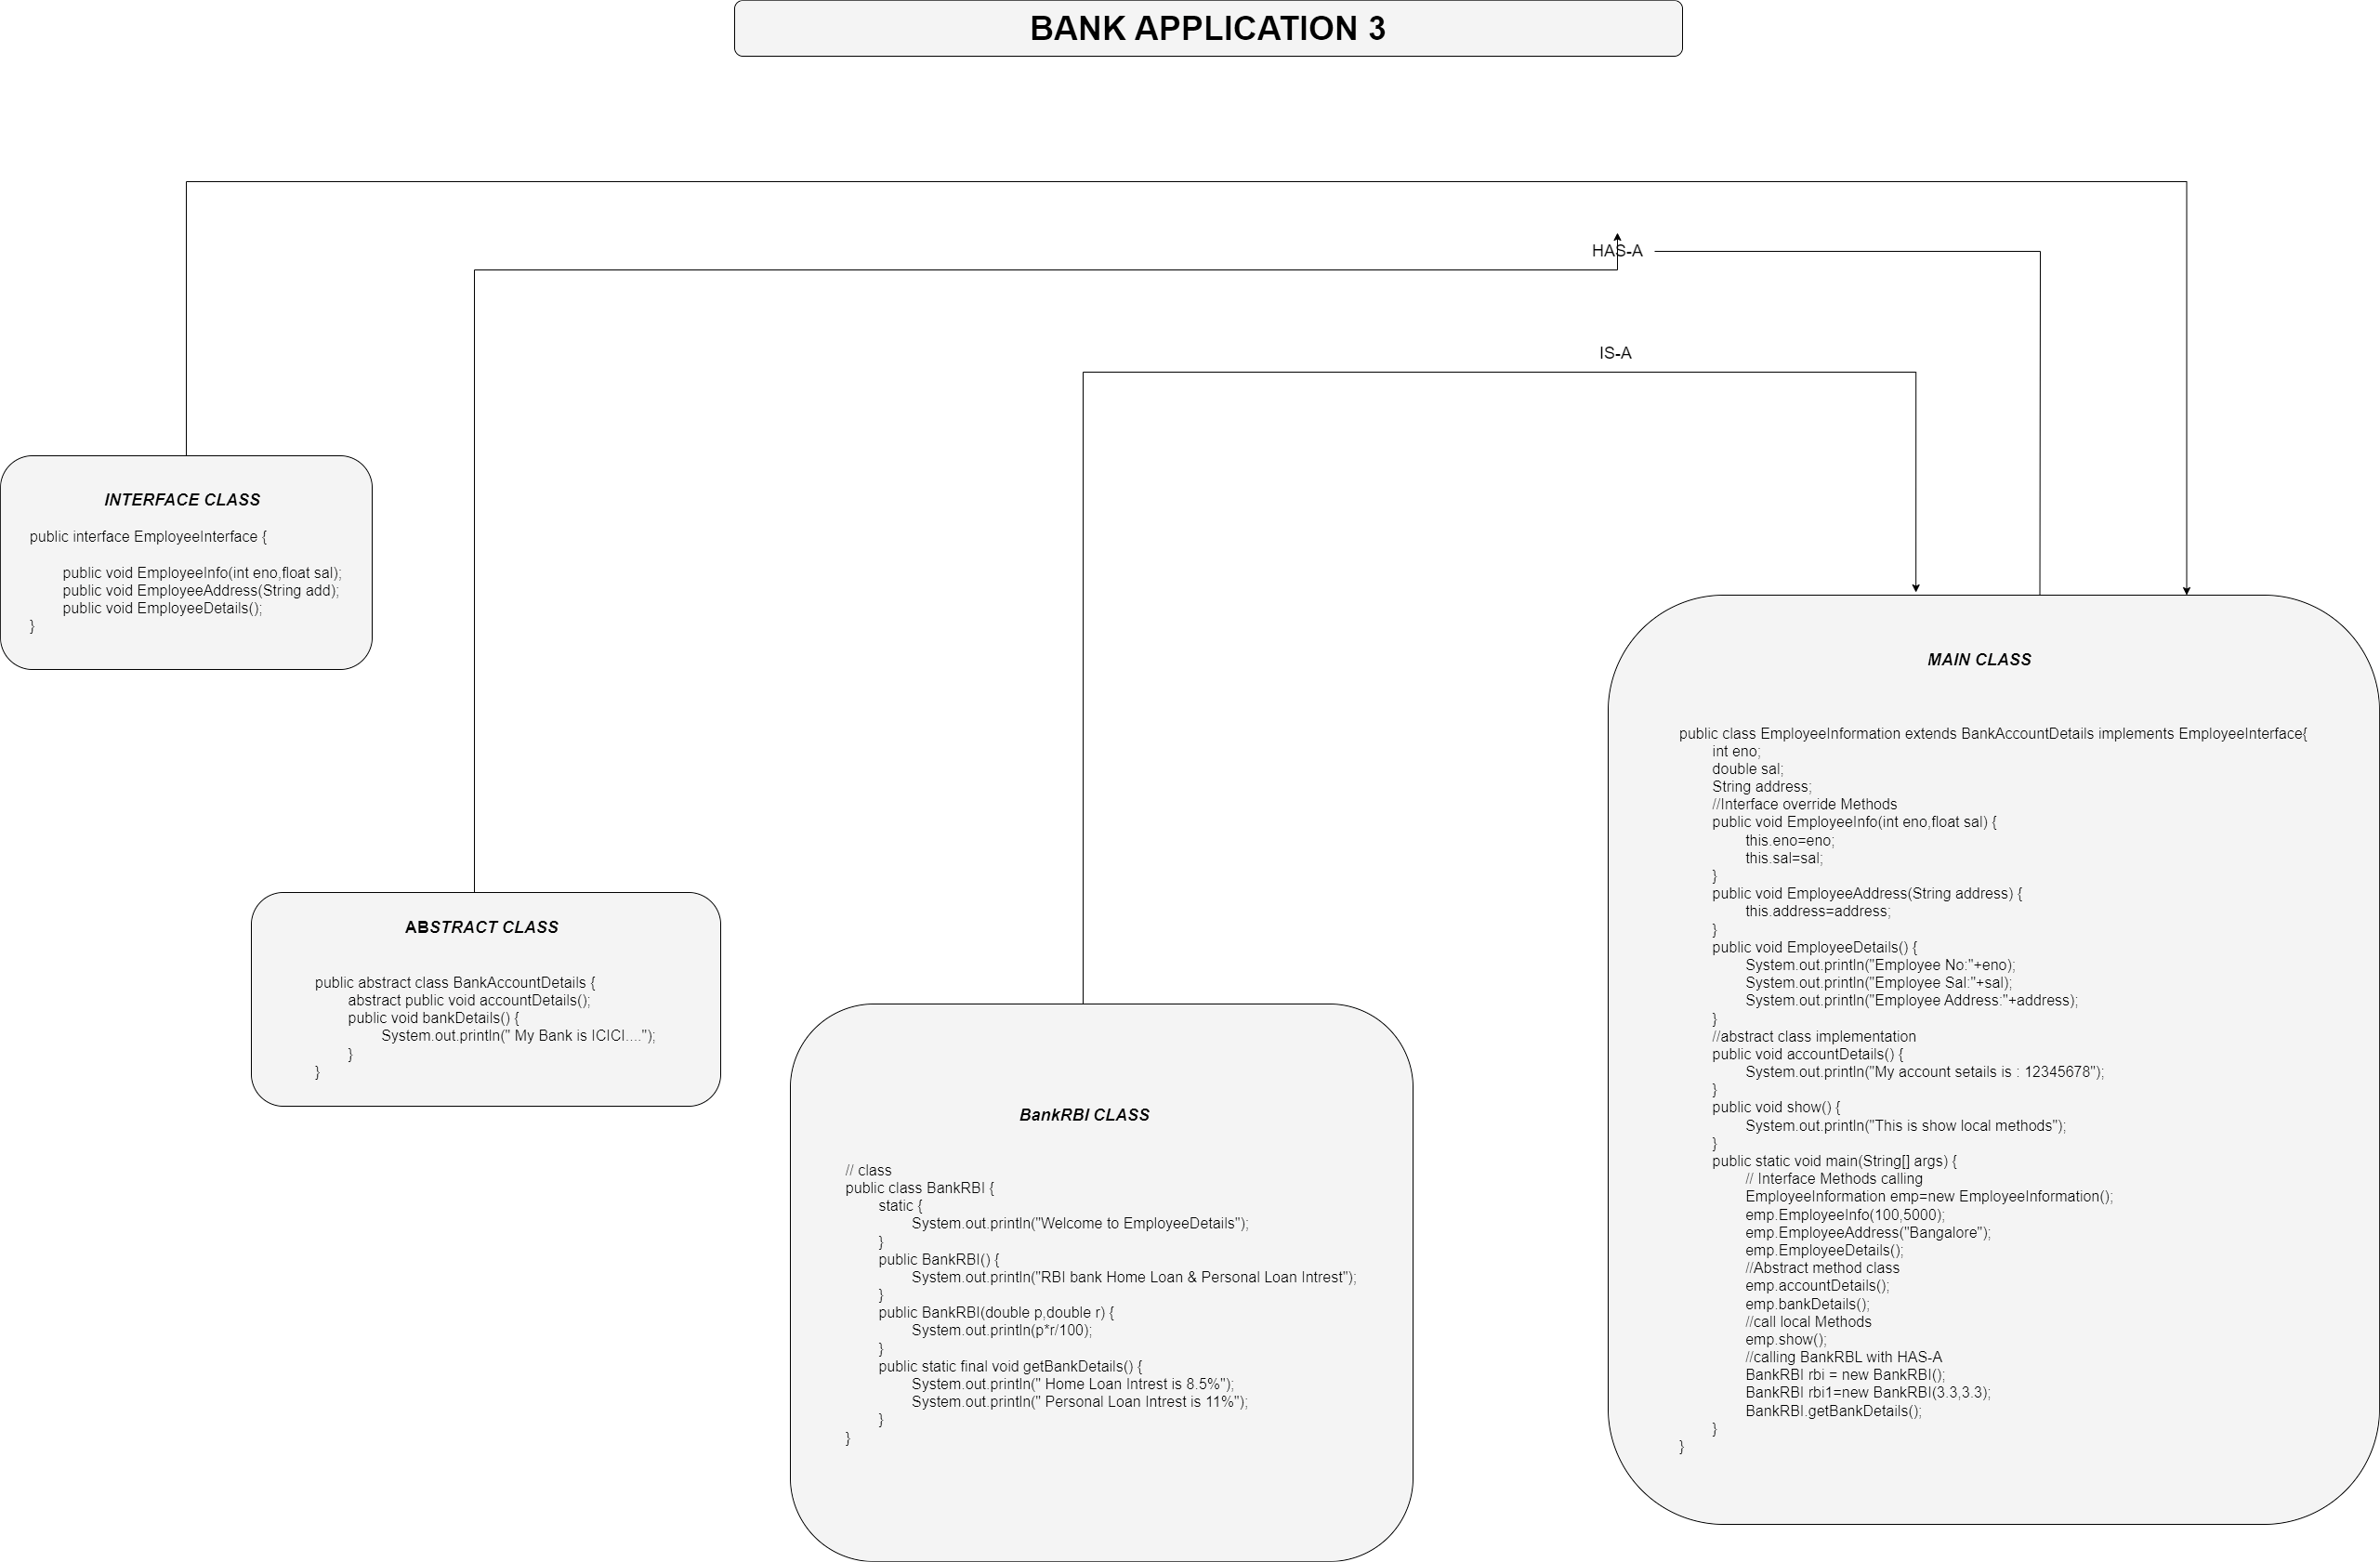 BANK APPLICATION 3
HAS-A
IS-A
INTERFACE CLASS
public interface EmployeeInterface {
public void EmployeeInfo(int eno,float sal);
public void EmployeeAddress(String add);
public void EmployeeDetails();
}
ABSTRACT CLASS
public abstract class BankAccountDetails {
abstract public void accountDetails();
public void bankDetails() {
System.out.println(" My Bank is ICICI....");
}
}
BankRBI CLASS
// class
public class BankRBI {
static {
System.out.println("Welcome to EmployeeDetails");
}
public BankRBI() {
System.out.println("RBI bank Home Loan & Personal Loan Intrest");
}
public BankRBI(double p,double r) {
System.out.println(p*r/100);
}
public static final void getBankDetails() {
System.out.println(" Home Loan Intrest is 8.5%");
System.out.println(" Personal Loan Intrest is 11%");
}
}
MAIN CLASS
public class EmployeeInformation extends BankAccountDetails implements EmployeeInterface{
int eno;
double sal;
String address;
//Interface override Methods
public void EmployeeInfo(int eno,float sal) {
this.eno=eno;
this.sal=sal;
}
public void EmployeeAddress(String address) {
this.address=address;
}
public void EmployeeDetails() {
System.out.println("Employee No:"+eno);
System.out.println("Employee Sal:"+sal);
System.out.println("Employee Address:"+address);
}
//abstract class implementation
public void accountDetails() {
System.out.println("My account setails is : 12345678");
}
public void show() {
System.out.println("This is show local methods");
}
public static void main(String[] args) {
// Interface Methods calling
EmployeeInformation emp=new EmployeeInformation();
emp.EmployeeInfo(100,5000);
emp.EmployeeAddress("Bangalore");
emp.EmployeeDetails();
//Abstract method class
emp.accountDetails();
emp.bankDetails();
//call local Methods
emp.show();
//calling BankRBL with HAS-A
BankRBI rbi = new BankRBI();
BankRBI rbi1=new BankRBI(3.3,3.3);
BankRBI.getBankDetails();
}
}